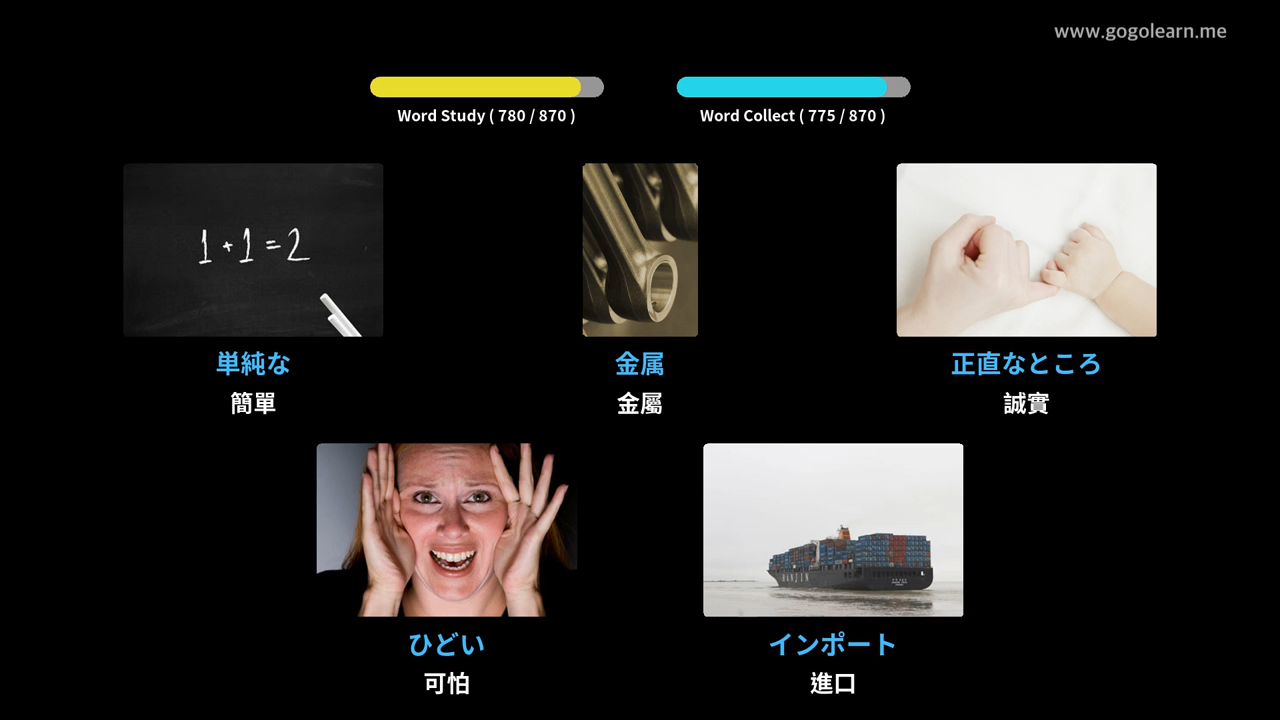 www.gogolearn.me
Word Study ( 780 / 870 )
Word Collect ( 775 / 870 )
1+1=2
単純な
簡單
金属
金屬
正直なところ
誠實
HANJIN
ひどい
可怕
インポート
進口